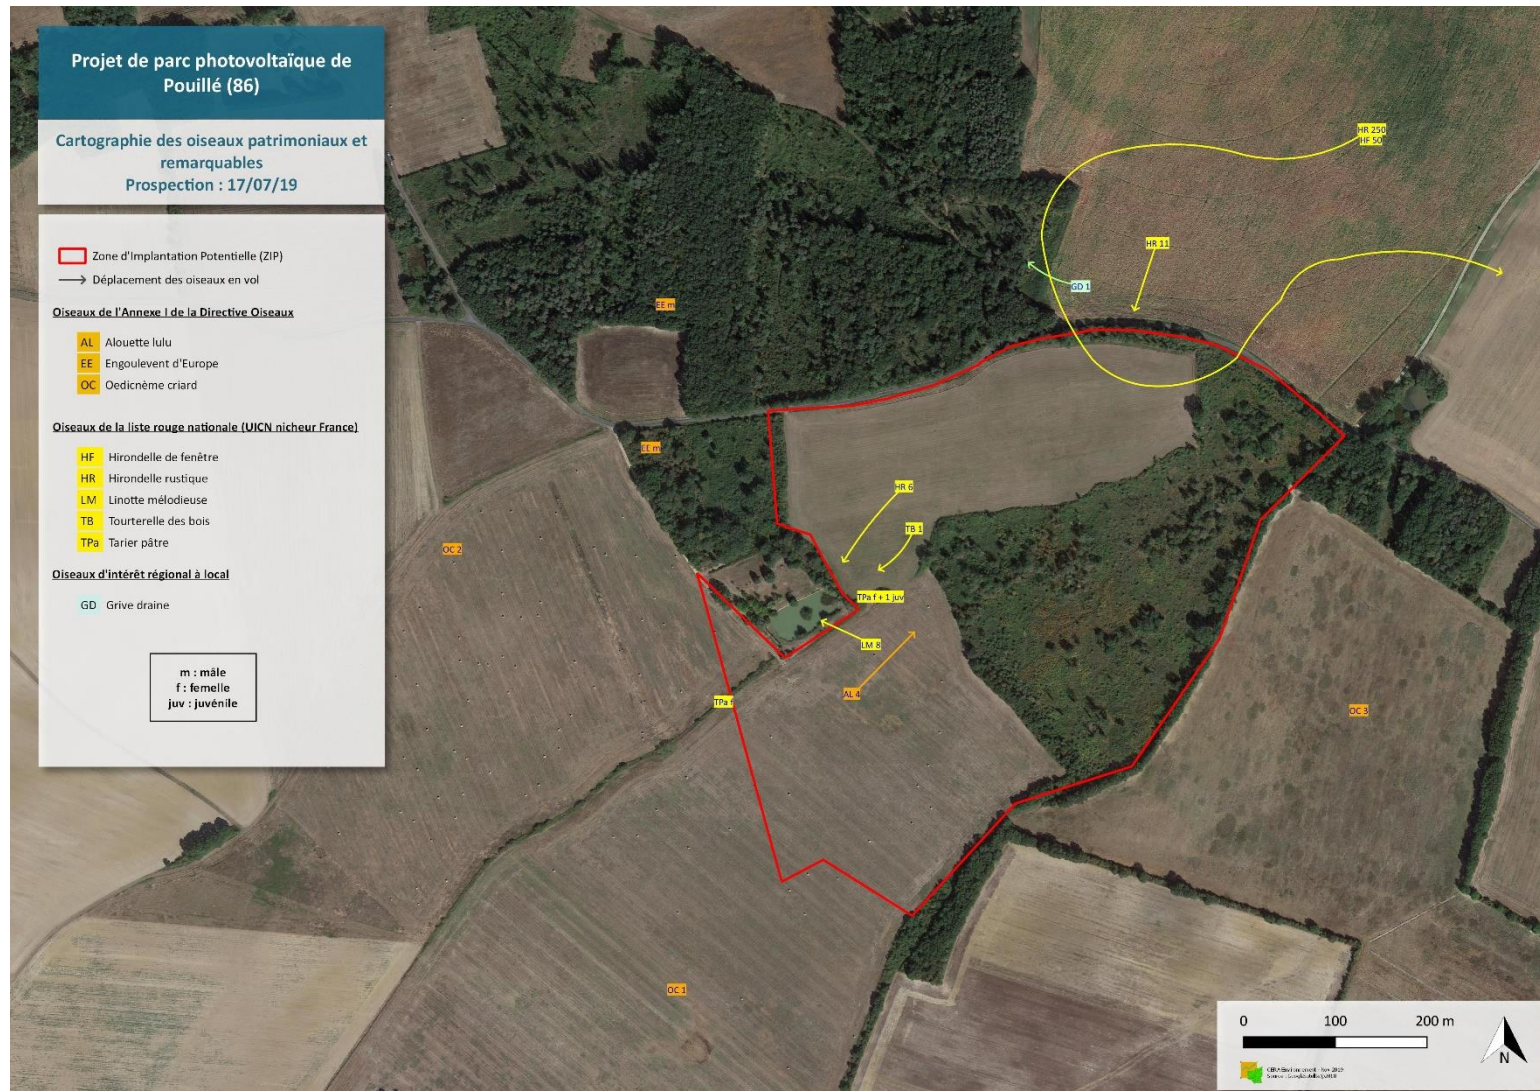 Projet de parc photovoltaïque de
Pouillé (86)
Cartographie des oiseaux patrimoniaux et
remarquables
Prospection : 17/07/19
Zone d'Implantation Potentielle (ZIP)
Déplacement des oiseaux en vol
Oiseaux de l'Annexe I de la Directive Oiseaux
AL Alouette lulu
EE Engoulevent d'Europe
OC Oedicnème criard
Oiseaux de la liste rouge nationale (UICN nicheur France)
HF Hirondelle de fenêtre
HR Hirondelle rustique
LM Linotte mélodieuse
TB Tourterelle des bois
TPa Tarier pâtre
Oiseaux d'intérêt régional à local
GD Grive draine
m : mâle
f : femelle
juv : juvénile
HR 250
HF 50
HR 11
GD 1
EE m
EE m
HR 6
TB 1
OC 2
TPa f + 1 juv
LM 8
AL 4
TPa f
OC 3
OC 1
0 100 200 m
N
CERA Environnement - Nov 2019